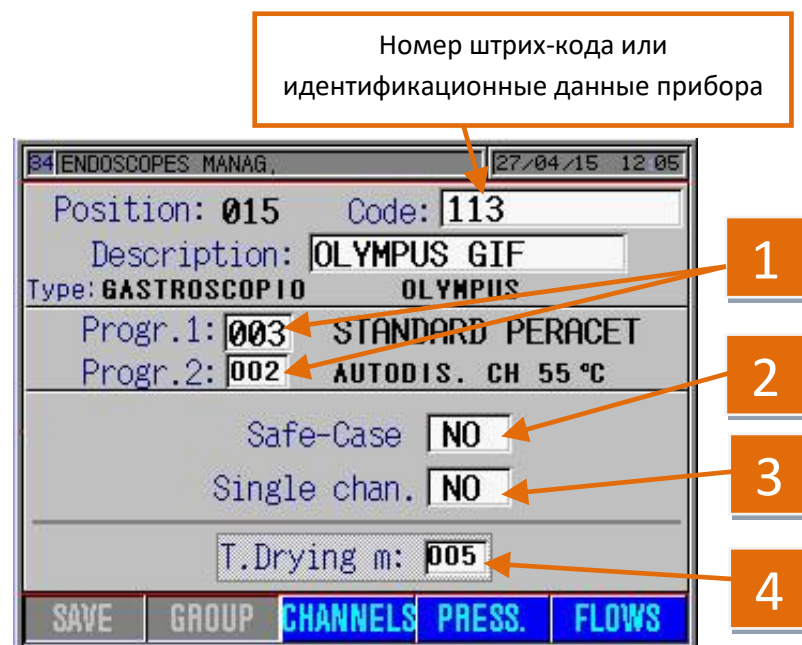 Номер штрих-кода или
идентификационные данные прибора
34 ENDOSCOPES MANAG, 27/04/15 12 05
Position: 015 Code: 113
Description: OLYMPUS GIF
Type: GASTROSCOPIO OLYMPUS
1
Progr.1: 003 STANDARD PERACET
Progr.2: 002 AUTODIS. CH 55 °C
2
Safe-Case NO
Single chan. NO
3
T.Drying m: 005
4
SAVE GROUP CHANNELS PRESS. FLOWS